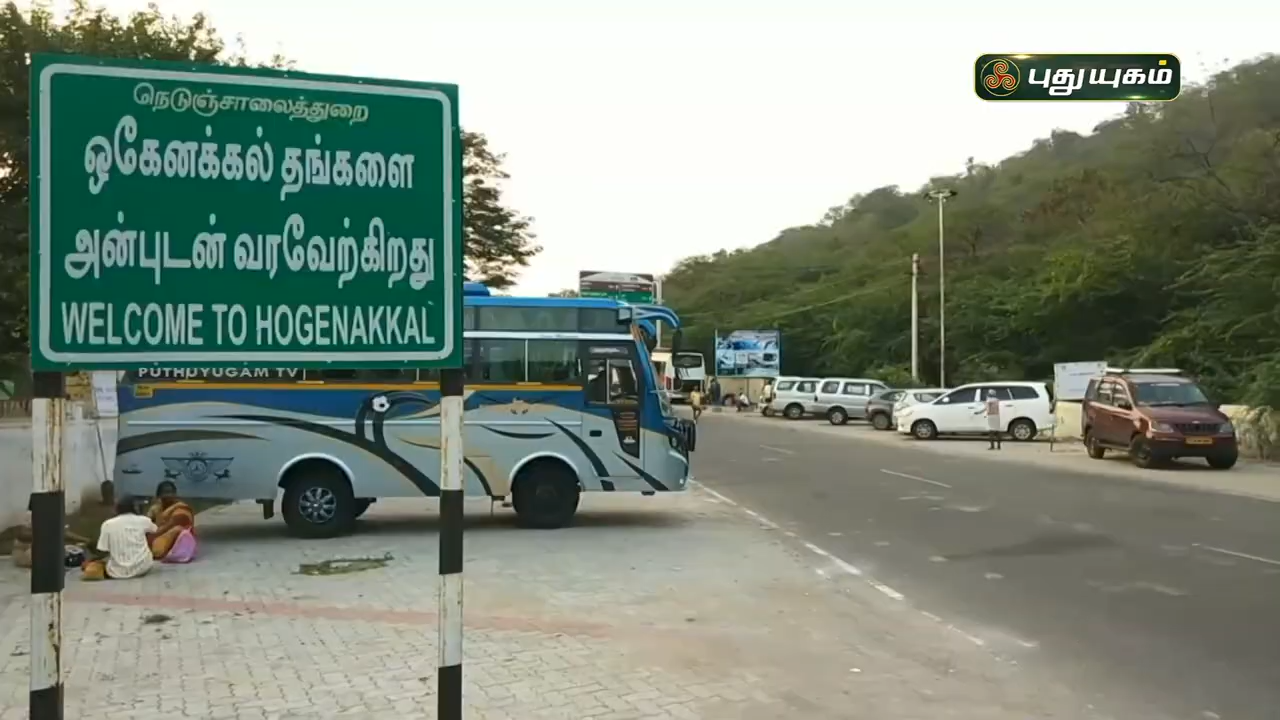 நெடுஞ்சாலைத்துறை
ஒகேனக்கல் தங்களை
அன்புடன் வரவேற்கிறது
WELCOME TO HOGENAKKAL
PUTHUYUGAM TV
புதுயுகம்